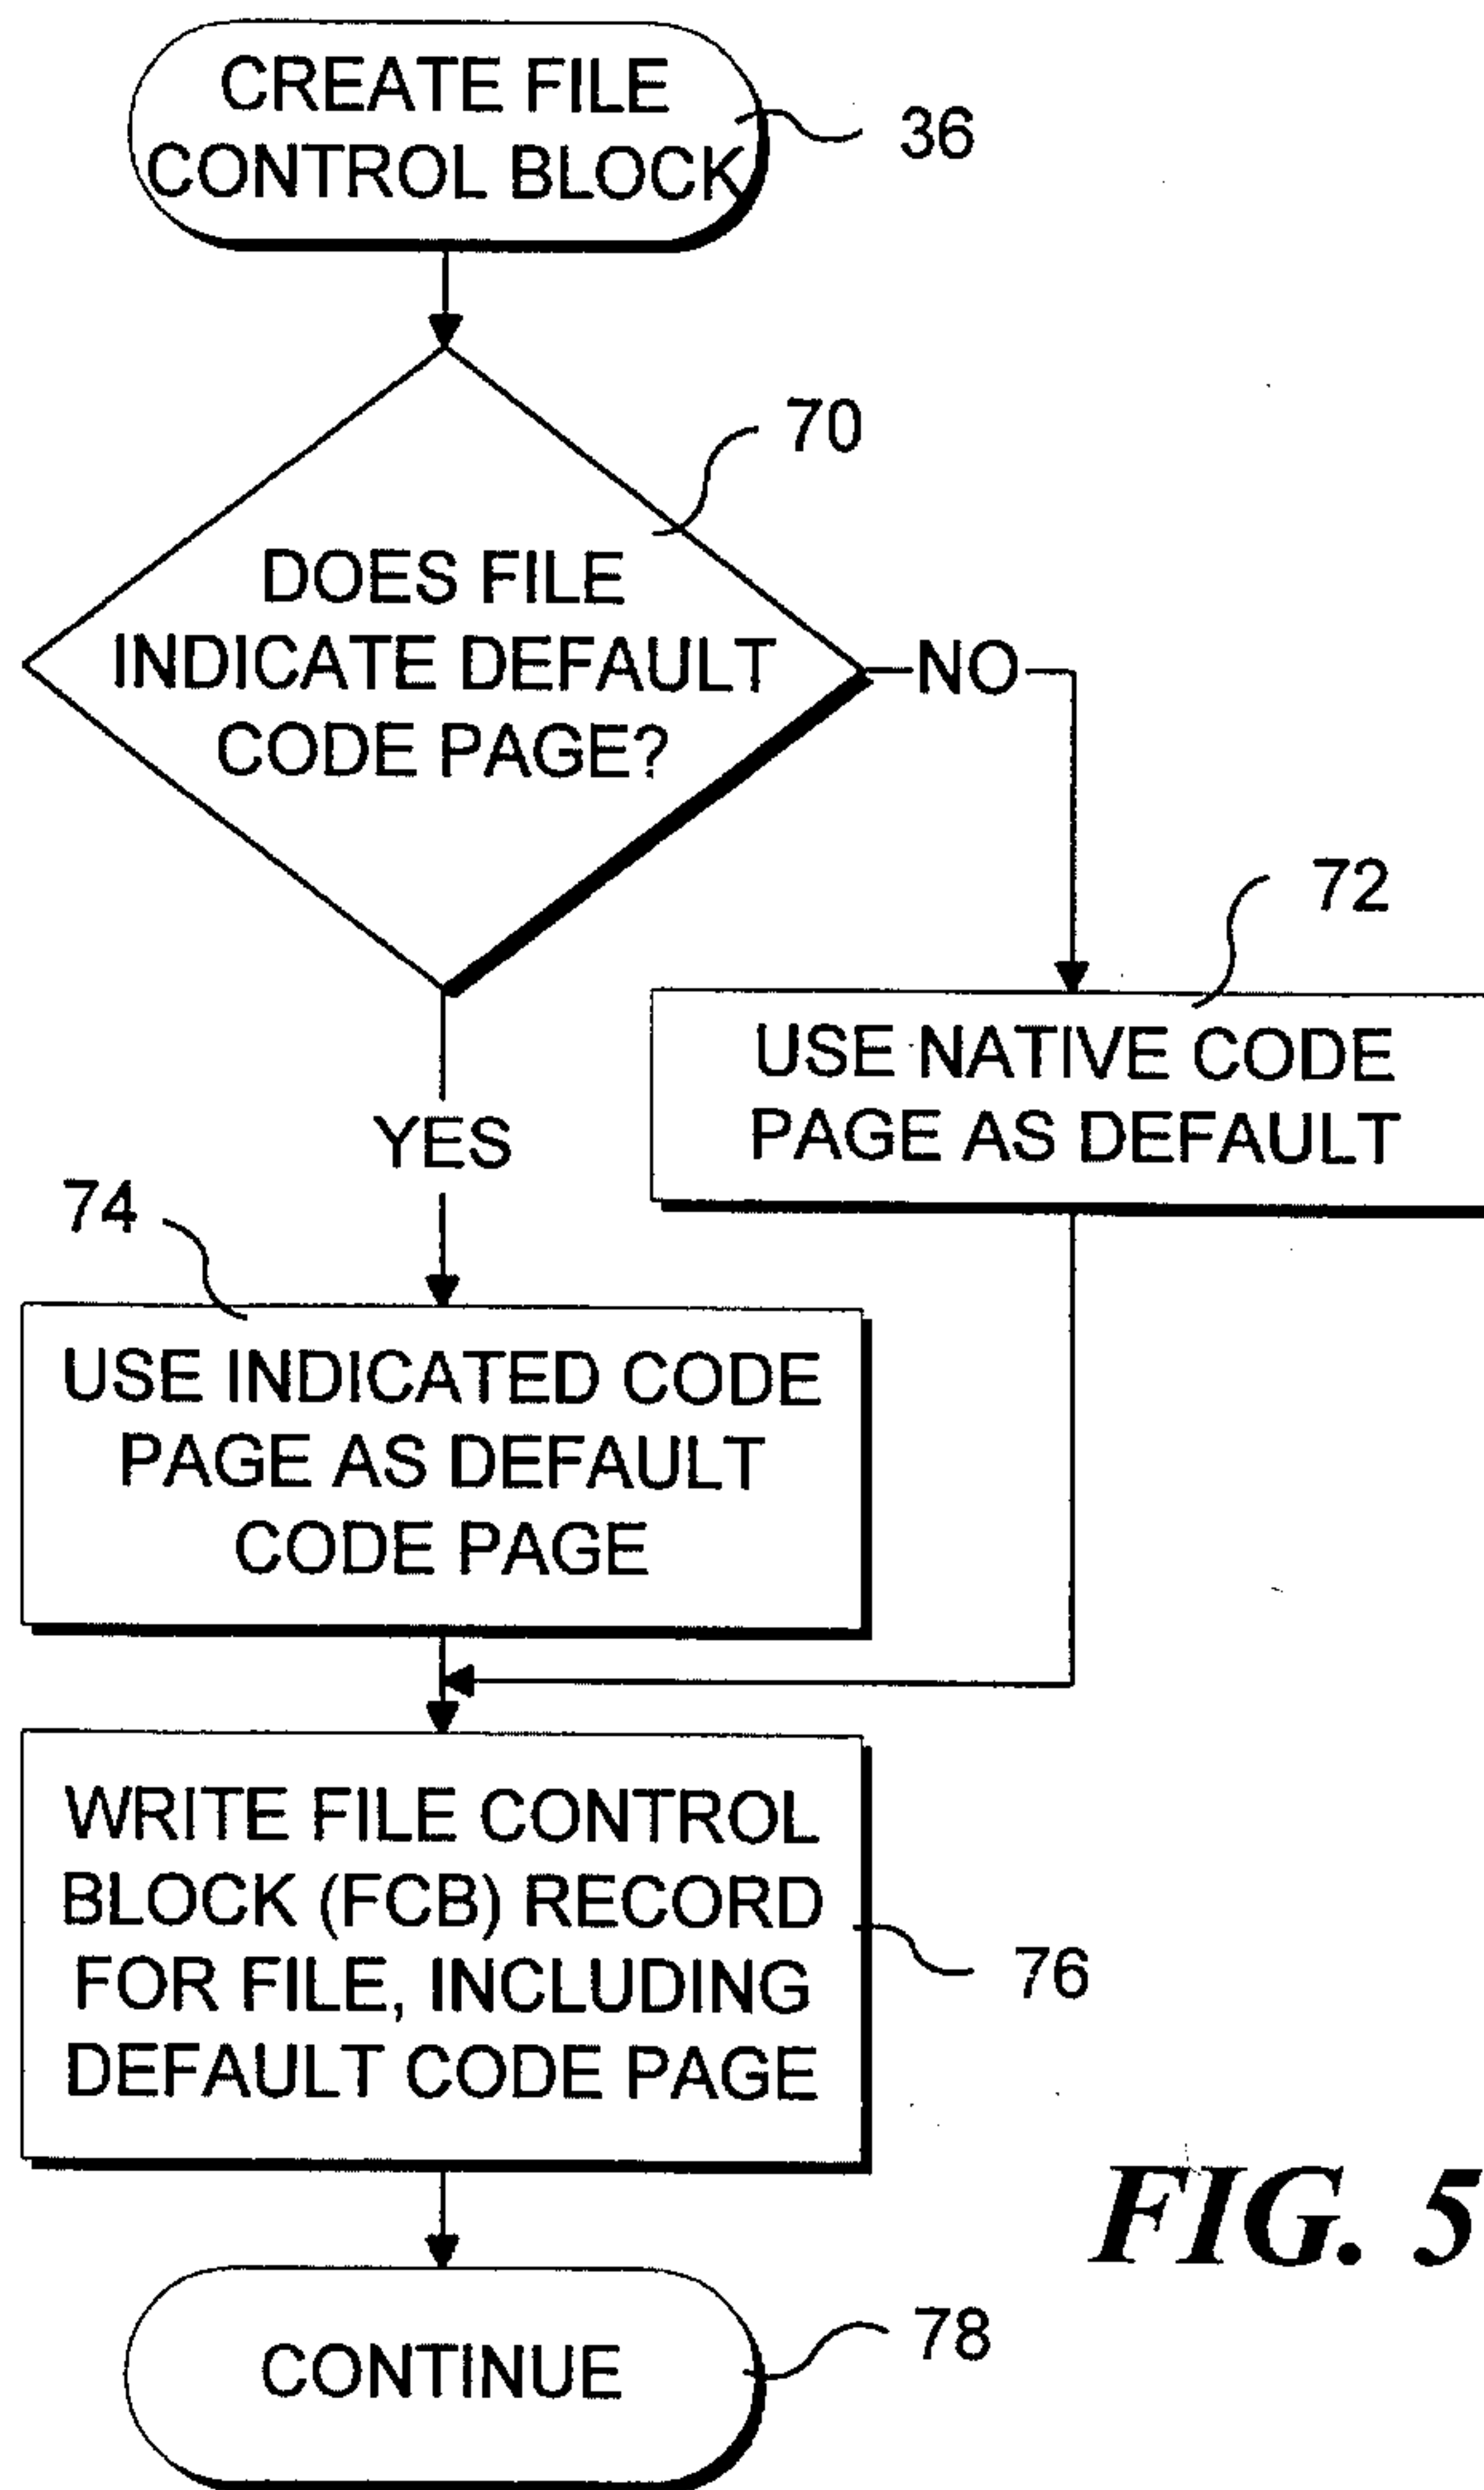 CREATE FILE
CONTROL BLOCK
36
70
DOES FILE
INDICATE DEFAULT
CODE PAGE?
NO
72
USE NATIVE CODE
PAGE AS DEFAULT
YES
74
USE INDICATED CODE
PAGE AS DEFAULT
CODE PAGE
WRITE FILE CONTROL
BLOCK (FCB) RECORD
FOR FILE, INCLUDING
DEFAULT CODE PAGE
76
CONTINUE
78
FIG. 5